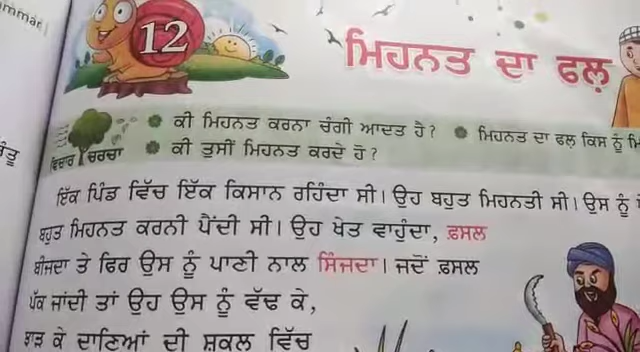 12
ਮਿਹਨਤ ਦਾ ਫਲ਼
ਕੀ ਮਿਹਨਤ ਕਰਨਾ ਚੰਗੀ ਆਦਤ ਹੈ? ਮਿਹਨਤ ਦਾ ਫਲ਼ ਕਿਸ ਨੂੰ
ਵਿਚਾਰ ਚਰਚਾ
ਕੀ ਤੁਸੀਂ ਮਿਹਨਤ ਕਰਦੇ ਹੋ?
ਇੱਕ ਪਿੰਡ ਵਿੱਚ ਇੱਕ ਕਿਸਾਨ ਰਹਿੰਦਾ ਸੀ। ਉਹ ਬਹੁਤ ਮਿਹਨਤੀ ਸੀ। ਉਸ ਨੂੰ
ਬਹੁਤ ਮਿਹਨਤ ਕਰਨੀ ਪੈਂਦੀ ਸੀ। ਉਹ ਖੇਤ ਵਾਹੁੰਦਾ, ਫ਼ਸਲ
ਬੀਜਦਾ ਤੇ ਫਿਰ ਉਸ ਨੂੰ ਪਾਣੀ ਨਾਲ ਸਿੰਜਦਾ। ਜਦੋਂ ਫ਼ਸਲ
ਪੱਕ ਜਾਂਦੀ ਤਾਂ ਉਹ ਉਸ ਨੂੰ ਵੱਢ ਕੇ,
ਝਾੜ ਕੇ ਦਾਣਿਆਂ ਦੀ ਸ਼ਕਲ ਵਿੱਚ